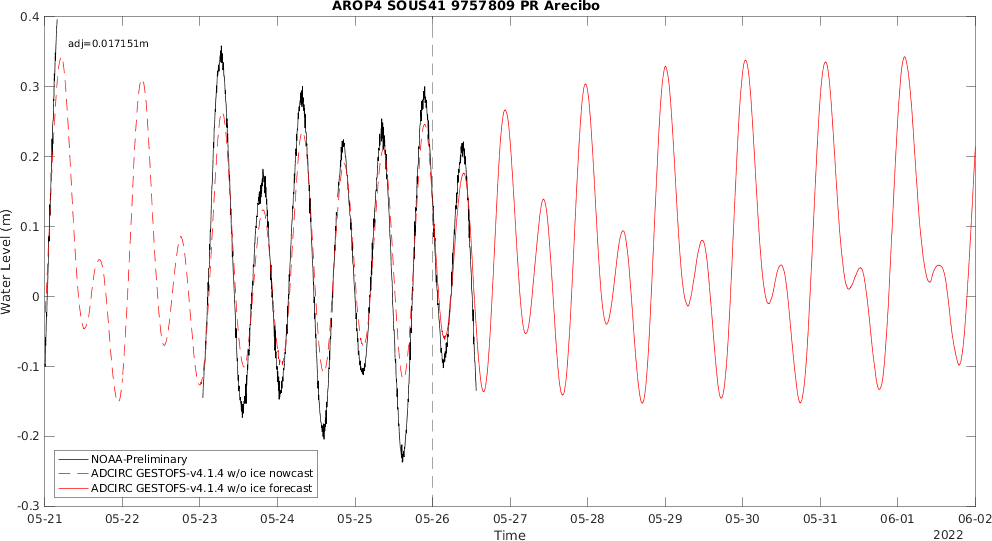 AROP4 SOUS41 9757809 PR Arecibo
adj=0.017151m
0.4
0.3
0.2
0.1
0
-0.1
-0.2
-0.3
Water Level (m)
NOAA-Preliminary
ADCIRC GESTOFS-v4.1.4 w/o ice nowcast
ADCIRC GESTOFS-v4.1.4 w/o ice forecast
05-21 05-22 05-23 05-24 05-25 05-26 05-27 05-28 05-29 05-30 05-31 06-01 06-02
Time
2022